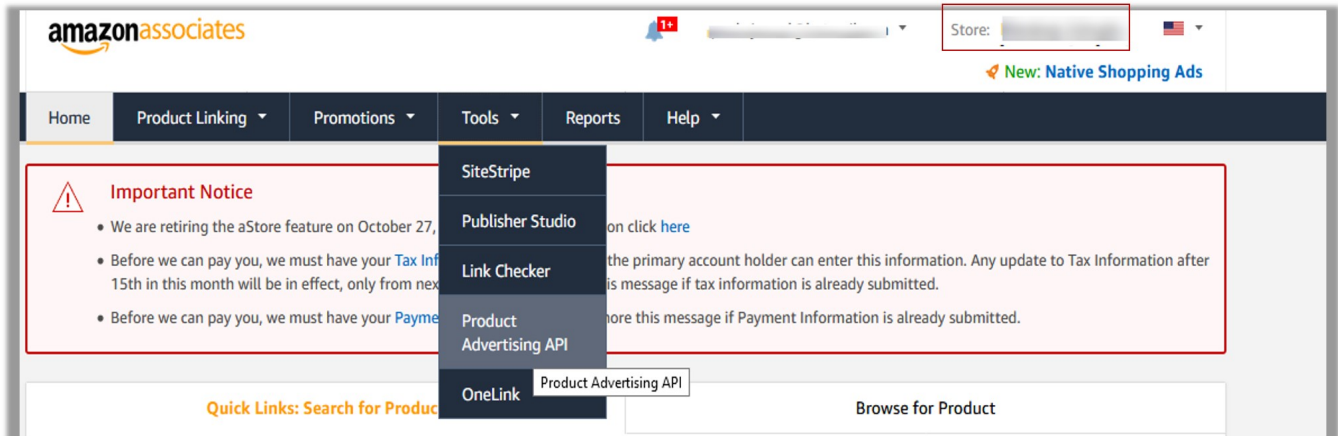 amazonassociates
1+
Store:
New: Native Shopping Ads
Home Product Linking Promotions Tools Reports Help
SiteStripe
Publisher Studio
Link Checker
Product
Advertising API
OneLink
Product Advertising API
Important Notice
We are retiring the aStore feature on October 27, on click here
Before we can pay you, we must have your Tax Inf the primary account holder can enter this information. Any update to Tax Information after
15th in this month will be in effect, only from nex is message if tax information is already submitted.
Before we can pay you, we must have your Payme ore this message if Payment Information is already submitted.
Quick Links: Search for Produc
Browse for Product